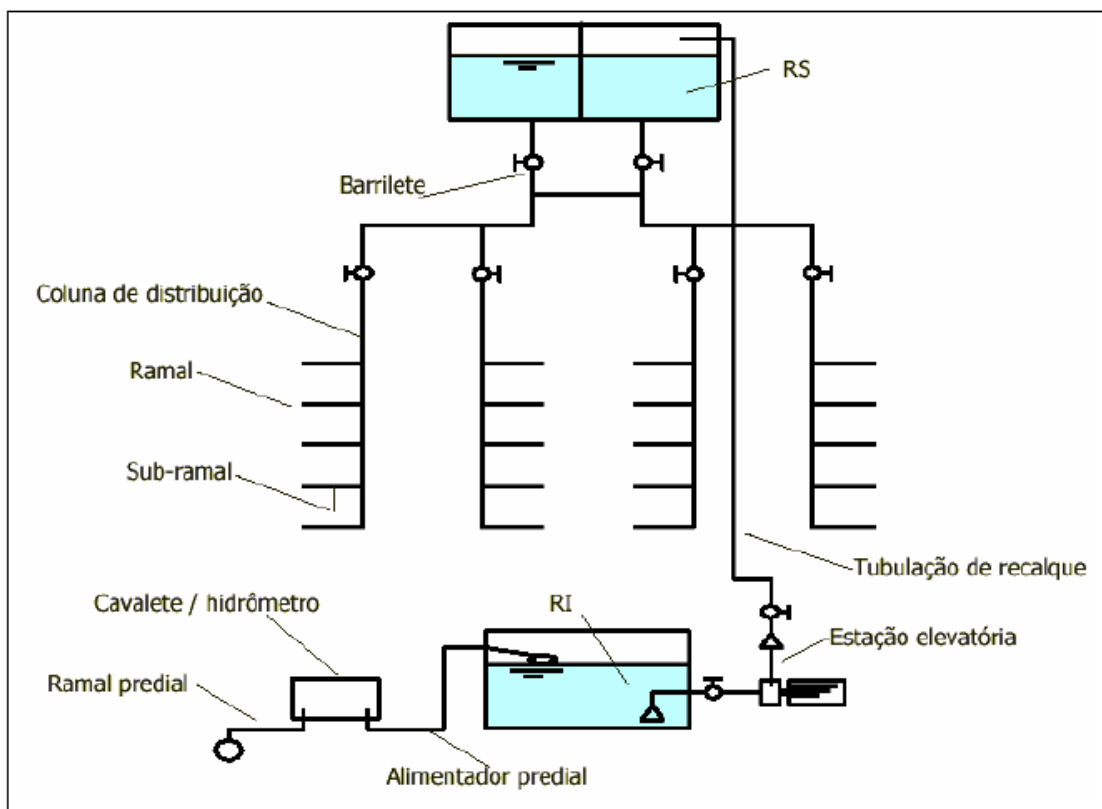 RS
Barrilete
Coluna de distribuição
Ramal
Sub-ramal
Tubulação de recalque
Cavalete / hidrômetro
RI
Estação elevatória
Ramal predial
Alimentador predial